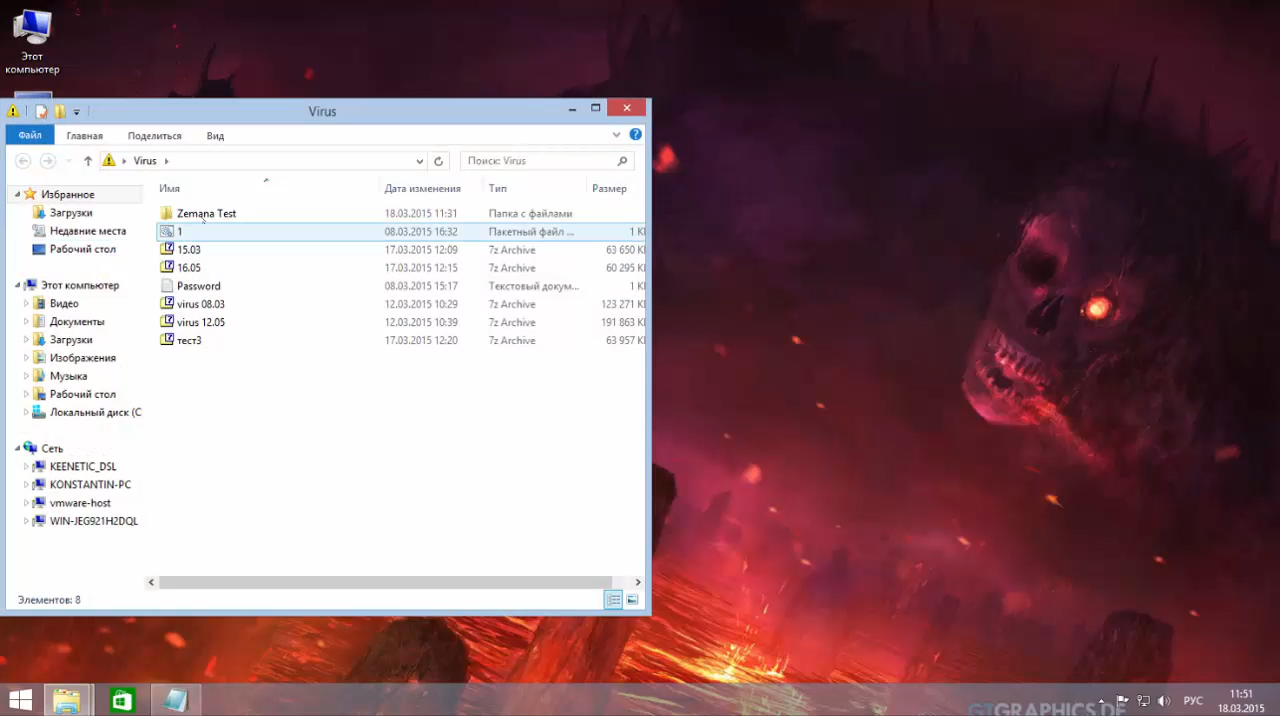 Этот
компьютер
Virus
Файл Главная Поделиться Вид
Virus Поиск: Virus
Имя Дата изменения Тип Размер
Избранное
Загрузки
Недавние места
Рабочий стол
Этот компьютер
Видео
Документы
Загрузки
Изображения
Музыка
Рабочий стол
Локальный диск (C
Сеть
KEENETIC_DSL
KONSTANTIN-PC
vmware-host
WIN-JEG921H2DQL
Zemana Test 18.03.2015 11:31 Папка с файлами
1 08.03.2015 16:32 Пакетный файл ... 1 К
15.03 17.03.2015 12:09 7z Archive 63 650 К
16.05 17.03.2015 12:15 7z Archive 60 295 К
Password 08.03.2015 15:17 Текстовый докум... 1 К
virus 08.03 12.03.2015 10:29 7z Archive 123 271 К
virus 12.05 12.03.2015 10:39 7z Archive 191 863 К
тест3 17.03.2015 12:20 7z Archive 63 957 К
Элементов: 8
GTGRAPHICS.DE
РУС
11:51
18.03.2015